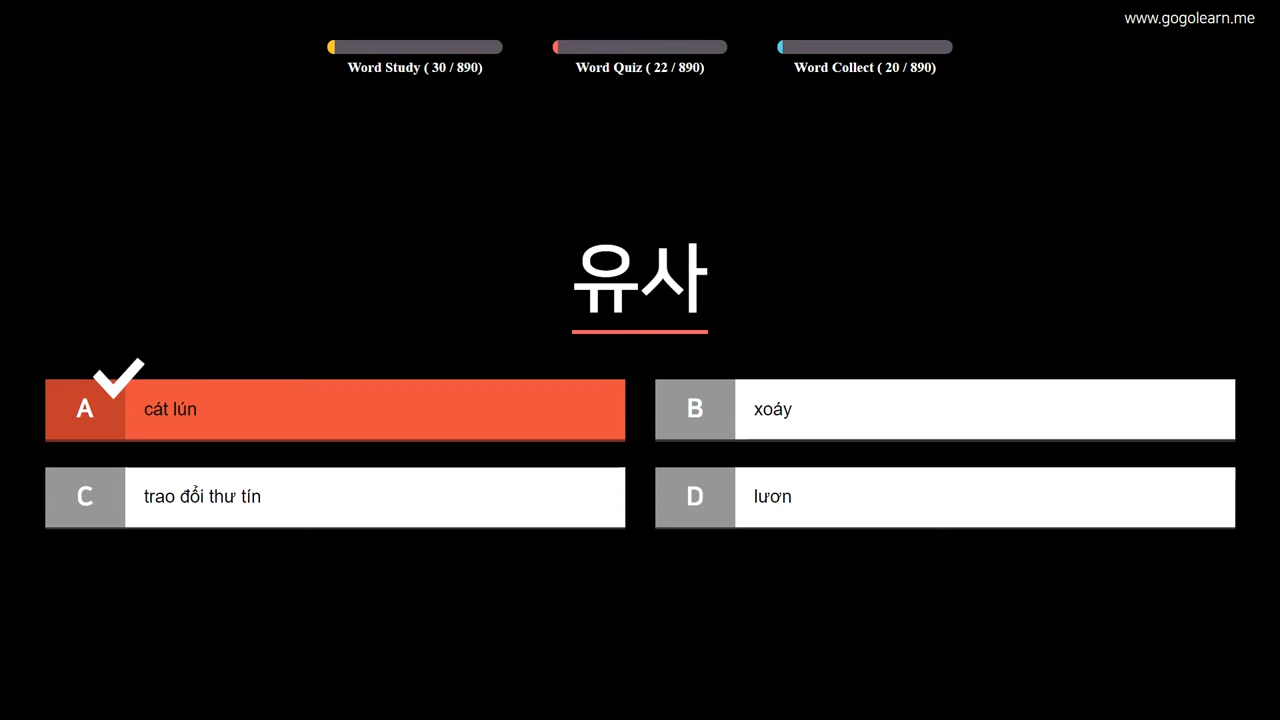 www.gogolearn.me
Word Study ( 30 / 890)
Word Quiz ( 22 / 890)
Word Collect ( 20 / 890)
유사
A cát lún
B xoáy
C trao đổi thư tín
D lươn